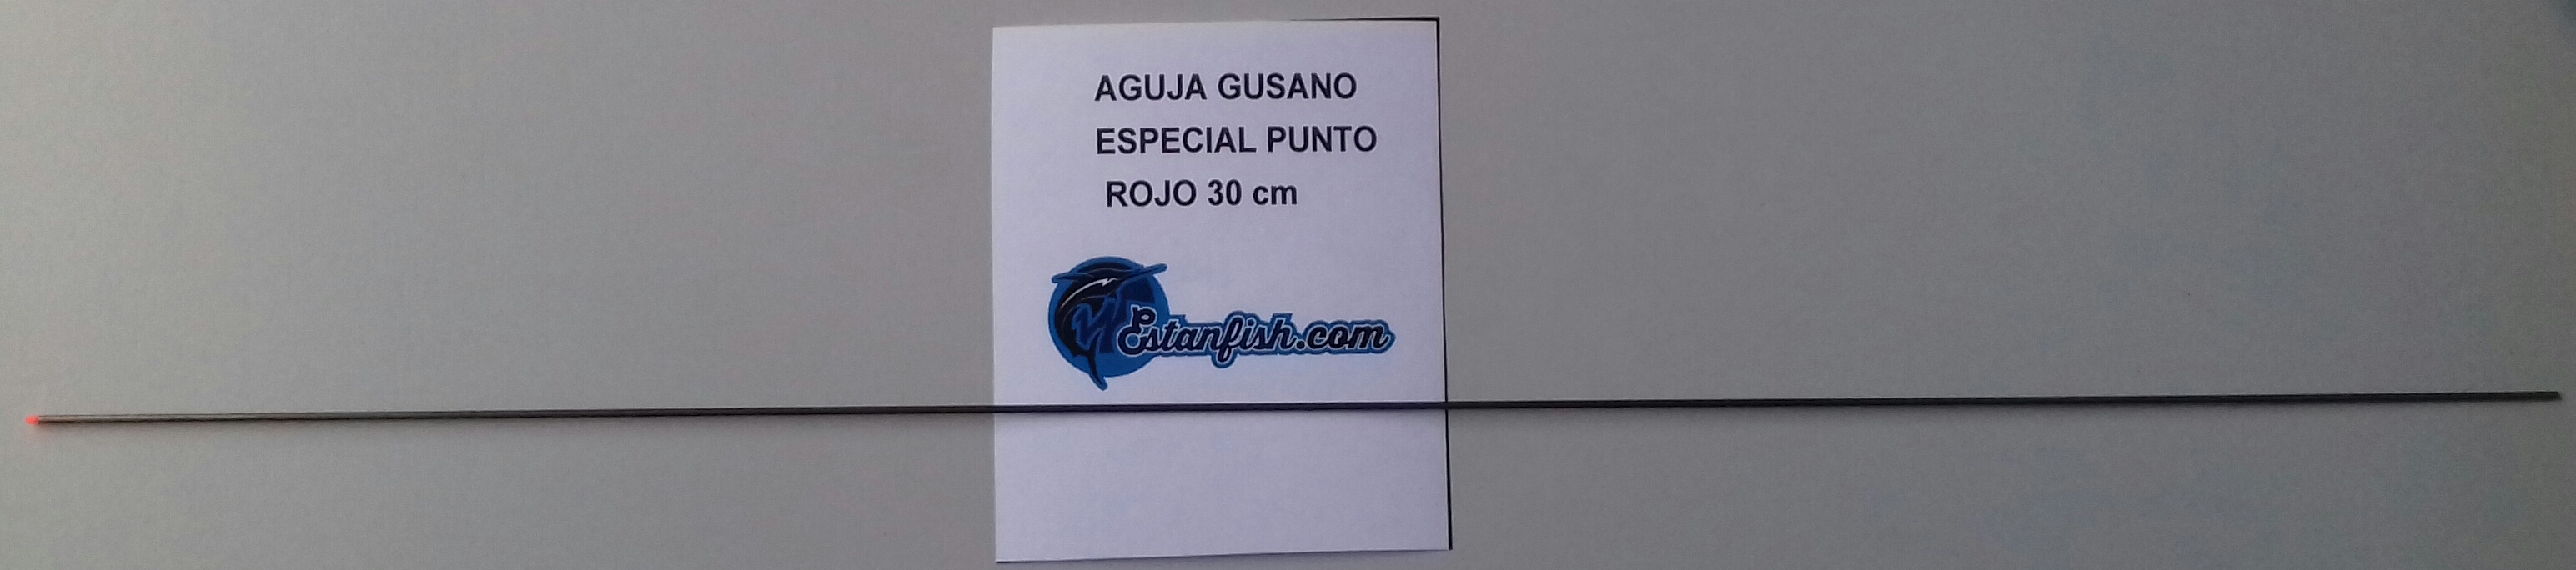 AGUJA GUSANO
ESPECIAL PUNTO
ROJO 30 cm
Estanfish.com